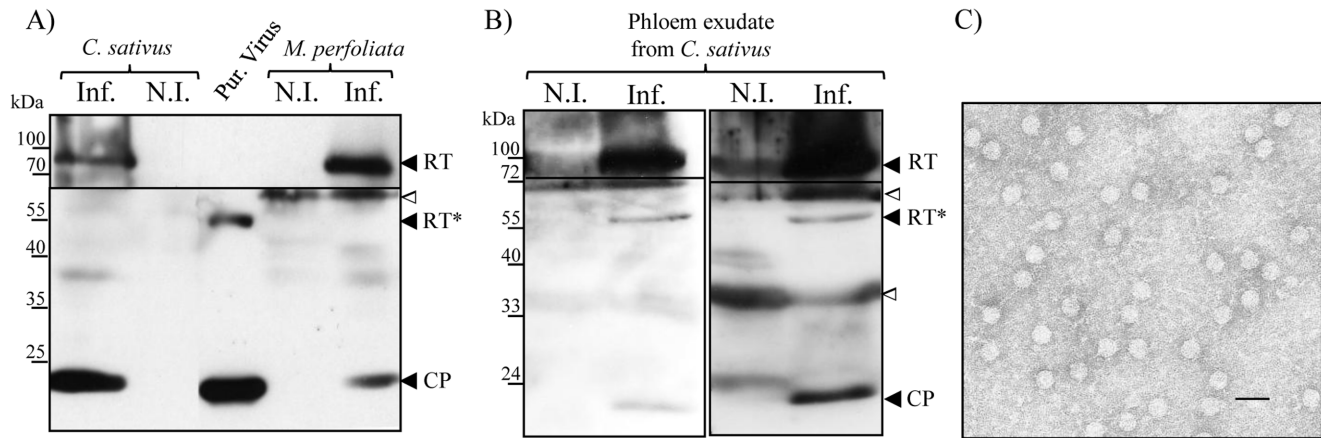 A)
C. sativus
Pur. Virus
M. perfoliata
Inf.
N.I.
N.I.
Inf.
kDa
100
70
55
40
35
25
RT
RT*
CP
B)
Phloem exudate
from C. sativus
N.I.
Inf.
N.I.
Inf.
kDa
100
72
55
40
33
24
RT
RT*
CP
C)